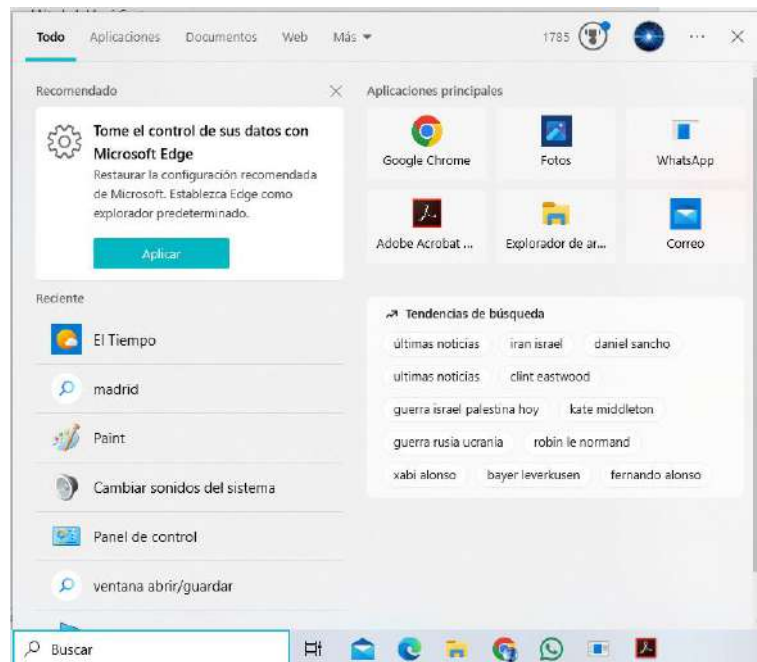 Todo Aplicaciones Documentos Web Más 1785
Recomendado
Tome el control de sus datos con
Microsoft Edge
Restaurar la configuración recomendada
de Microsoft. Establezca Edge como
explorador predeterminado.
Aplicar
Reciente
El Tiempo
madrid
Paint
Cambiar sonidos del sistema
Panel de control
ventana abrir/guardar
Aplicaciones principales
Google Chrome Fotos WhatsApp
Adobe Acrobat ... Explorador de ar... Correo
Tendencias de búsqueda
últimas noticias iran israel daniel sancho
ultimas noticias clint eastwood
guerra israel palestina hoy kate middleton
guerra rusia ucrania robin le normand
xabi alonso bayer leverkusen fernando alonso
Buscar